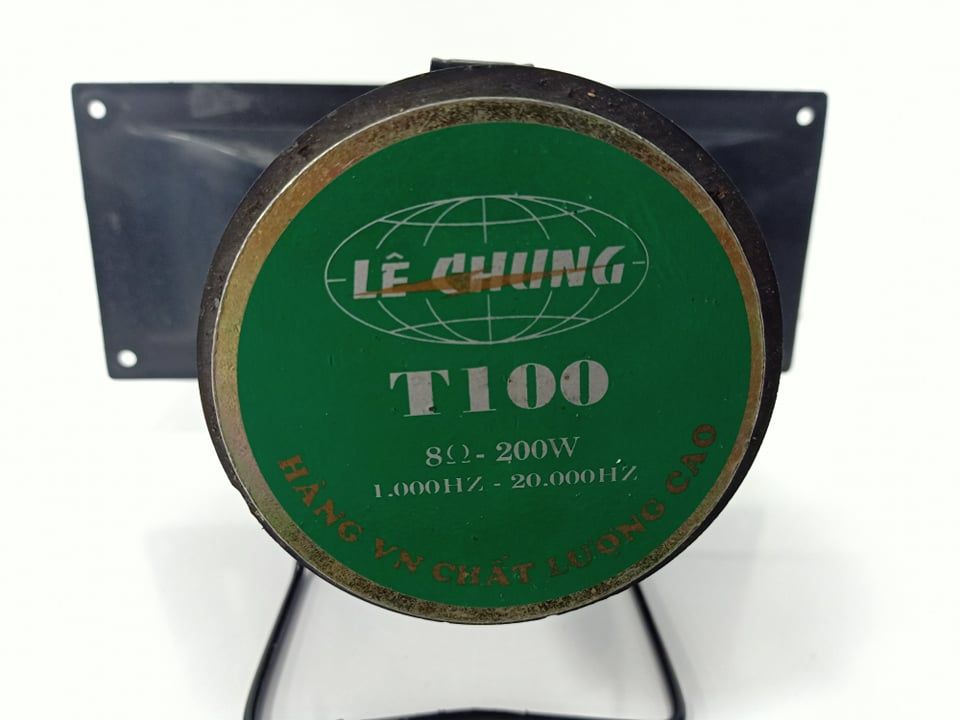 LÊ CHUNG
T100
8Ω - 200W
1.000HZ - 20.000HZ
HÀNG VN CHẤT LƯỢNG CAO